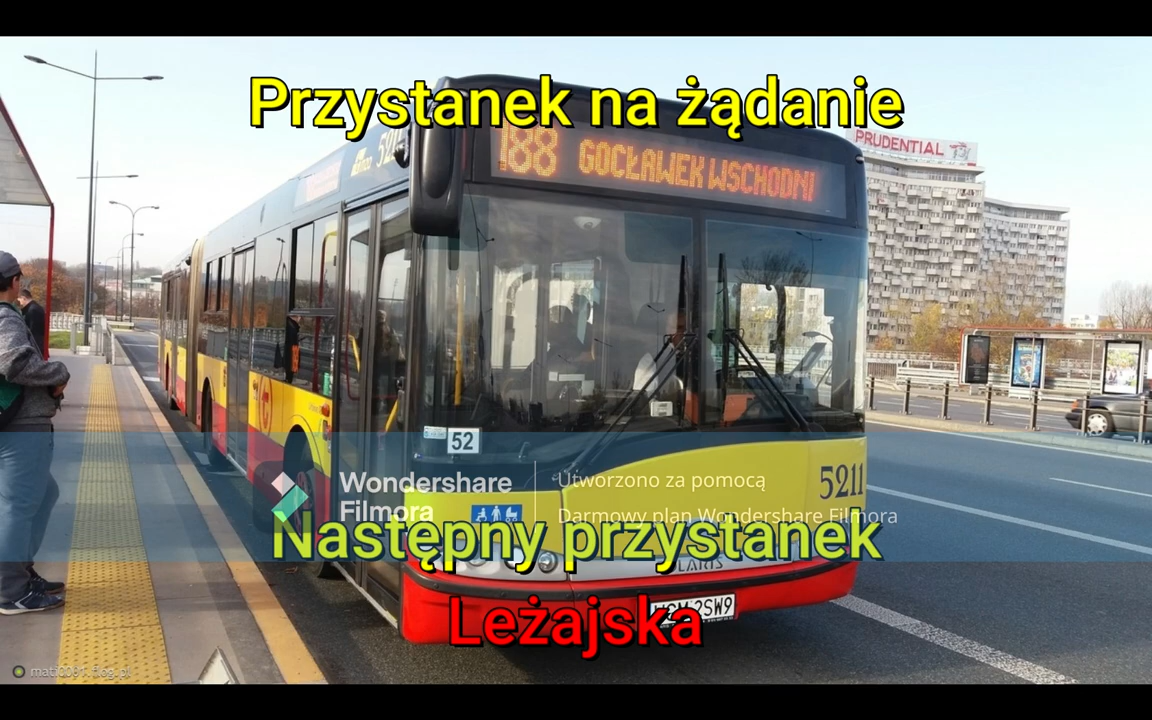 Przystanek na żądanie
188 GOCŁAWEK WSCHODNI
PRUDENTIAL
52
5211
Wondershare
Filmora
Utworzono za pomocą
Darmowy plan Wondershare Filmora
Następny przystanek
SOLARIS
Leżajska